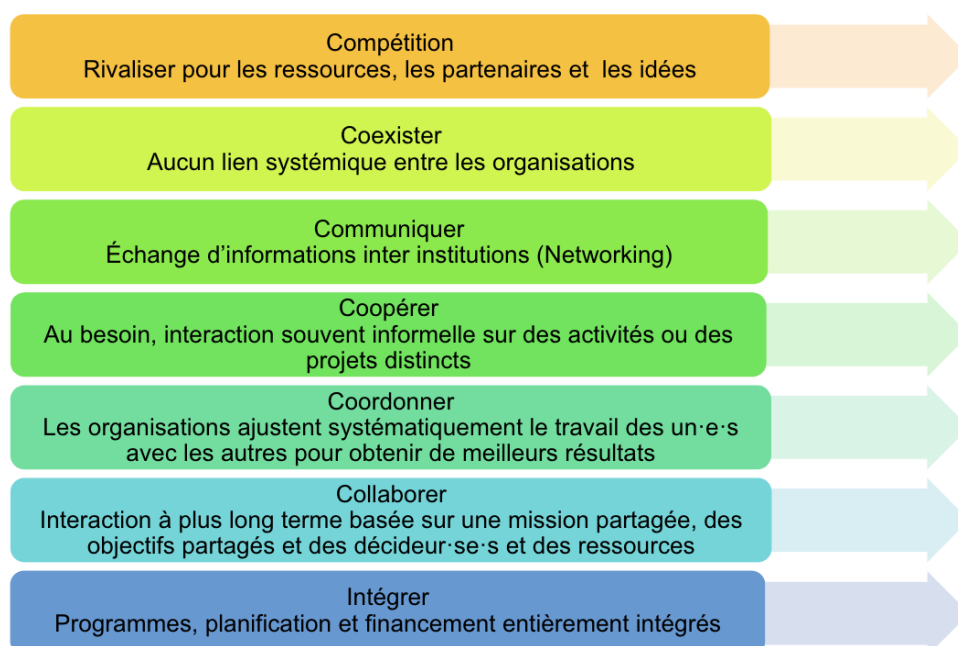 Compétition
Rivaliser pour les ressources, les partenaires et  les idées
Coexister
Aucun lien systémique entre les organisations
Communiquer
Échange d’informations inter institutions (Networking)
Coopérer
Au besoin, interaction souvent informelle sur des activités ou des
projets distincts
Coordonner
Les organisations ajustent systématiquement le travail des un·e·s
avec les autres pour obtenir de meilleurs résultats
Collaborer
Interaction à plus long terme basée sur une mission partagée, des
objectifs partagés et des décideur·se·s et des ressources
Intégrer
Programmes, planification et financement entièrement intégrés